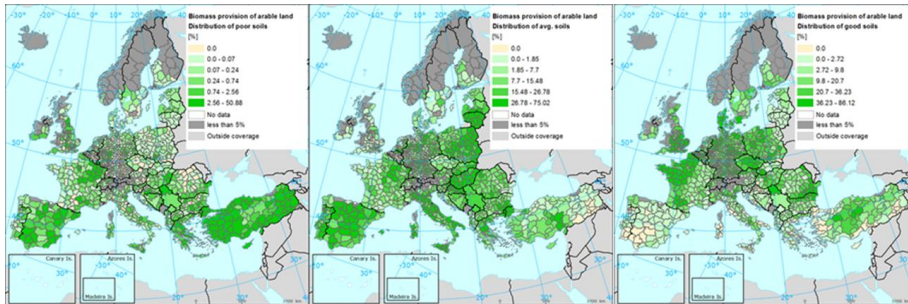 Biomass provision of arable land
Distribution of poor soils
[%]
0.0
0.0 - 0.07
0.07 - 0.24
0.24 - 0.74
0.74 - 2.56
2.56 - 50.88
No data
less than 5%
Outside coverage
Canary Is.
Azores Is.
Madeira Is.
Biomass provision of arable land
Distribution of avg. soils
[%]
0.0
0.0 - 1.85
1.85 - 7.7
7.7 - 15.48
15.48 - 26.78
26.78 - 75.02
No data
less than 5%
Outside coverage
Canary Is.
Azores Is.
Madeira Is.
Biomass provision of arable land
Distribution of good soils
[%]
0.0
0.0 - 2.72
2.72 - 9.8
9.8 - 20.7
20.7 - 36.23
36.23 - 86.12
No data
less than 5%
Outside coverage
Canary Is.
Azores Is.
Madeira Is.